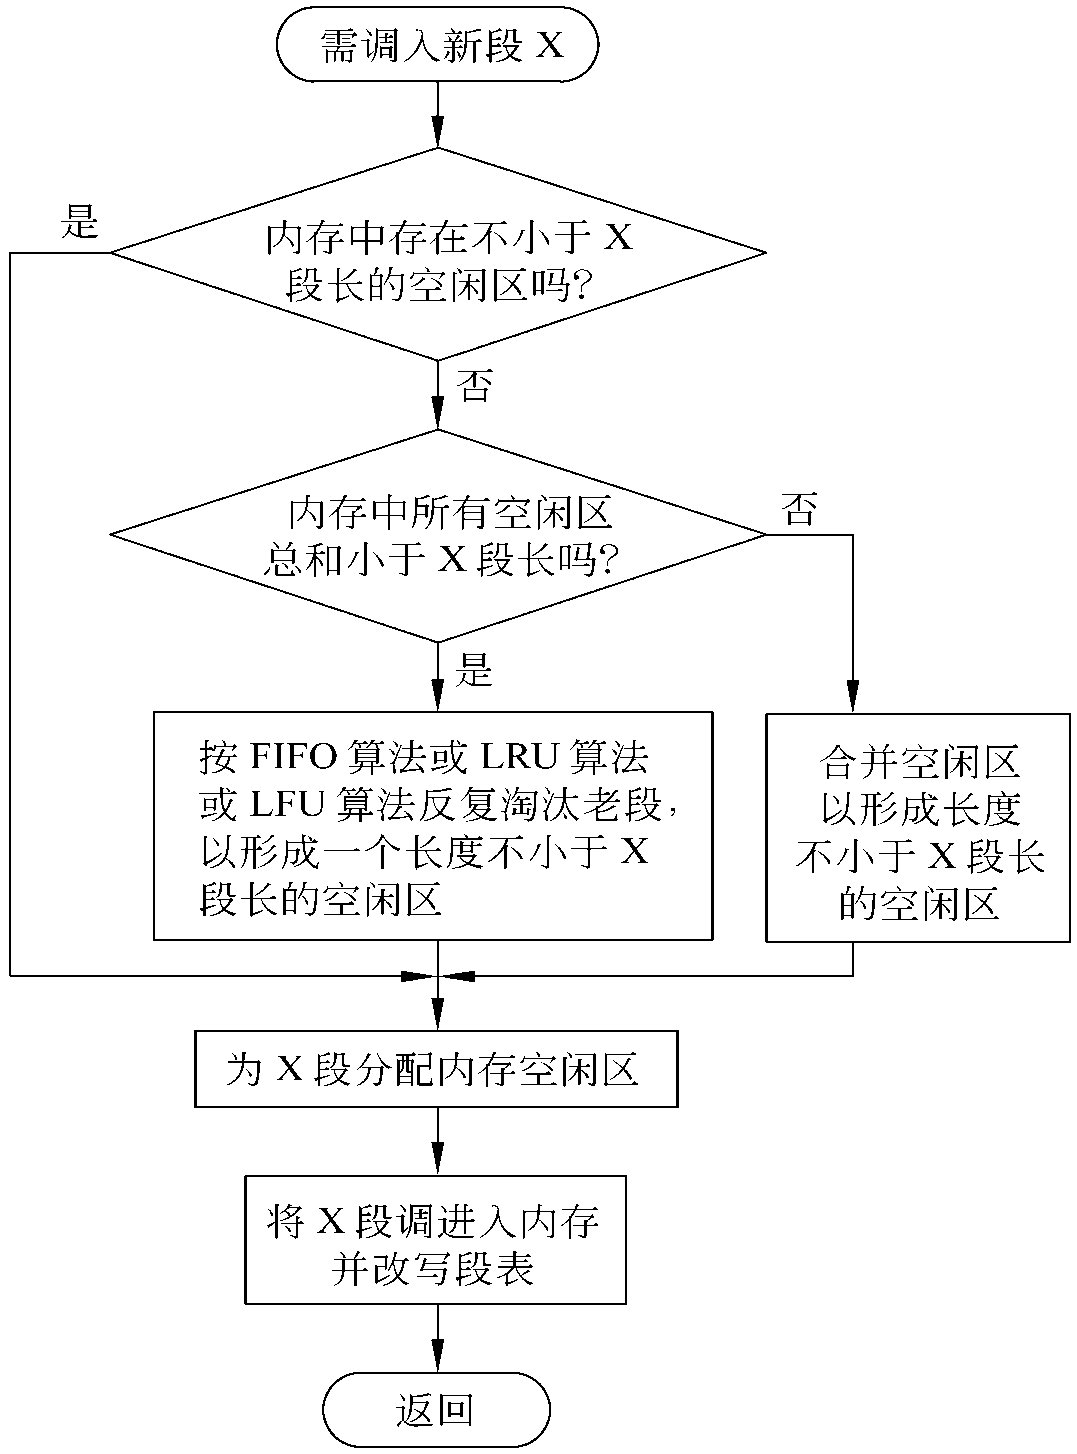 需调入新段 X
是
内存中存在不小于 X
段长的空闲区吗?
否
内存中所有空闲区
总和小于 X 段长吗?
否
是
按 FIFO 算法或 LRU 算法
或 LFU 算法反复淘汰老段,
以形成一个长度不小于 X
段长的空闲区
合并空闲区
以形成长度
不小于 X 段长
的空闲区
为 X 段分配内存空闲区
将 X 段调进入内存
并改写段表
返回